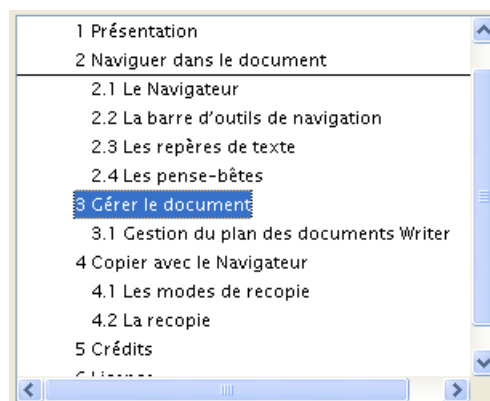 1 Présentation
2 Naviguer dans le document
2.1 Le Navigateur
2.2 La barre d'outils de navigation
2.3 Les repères de texte
2.4 Les pense-bêtes
3 Gérer le document
3.1 Gestion du plan des documents Writer
4 Copier avec le Navigateur
4.1 Les modes de recopie
4.2 La recopie
5 Crédits